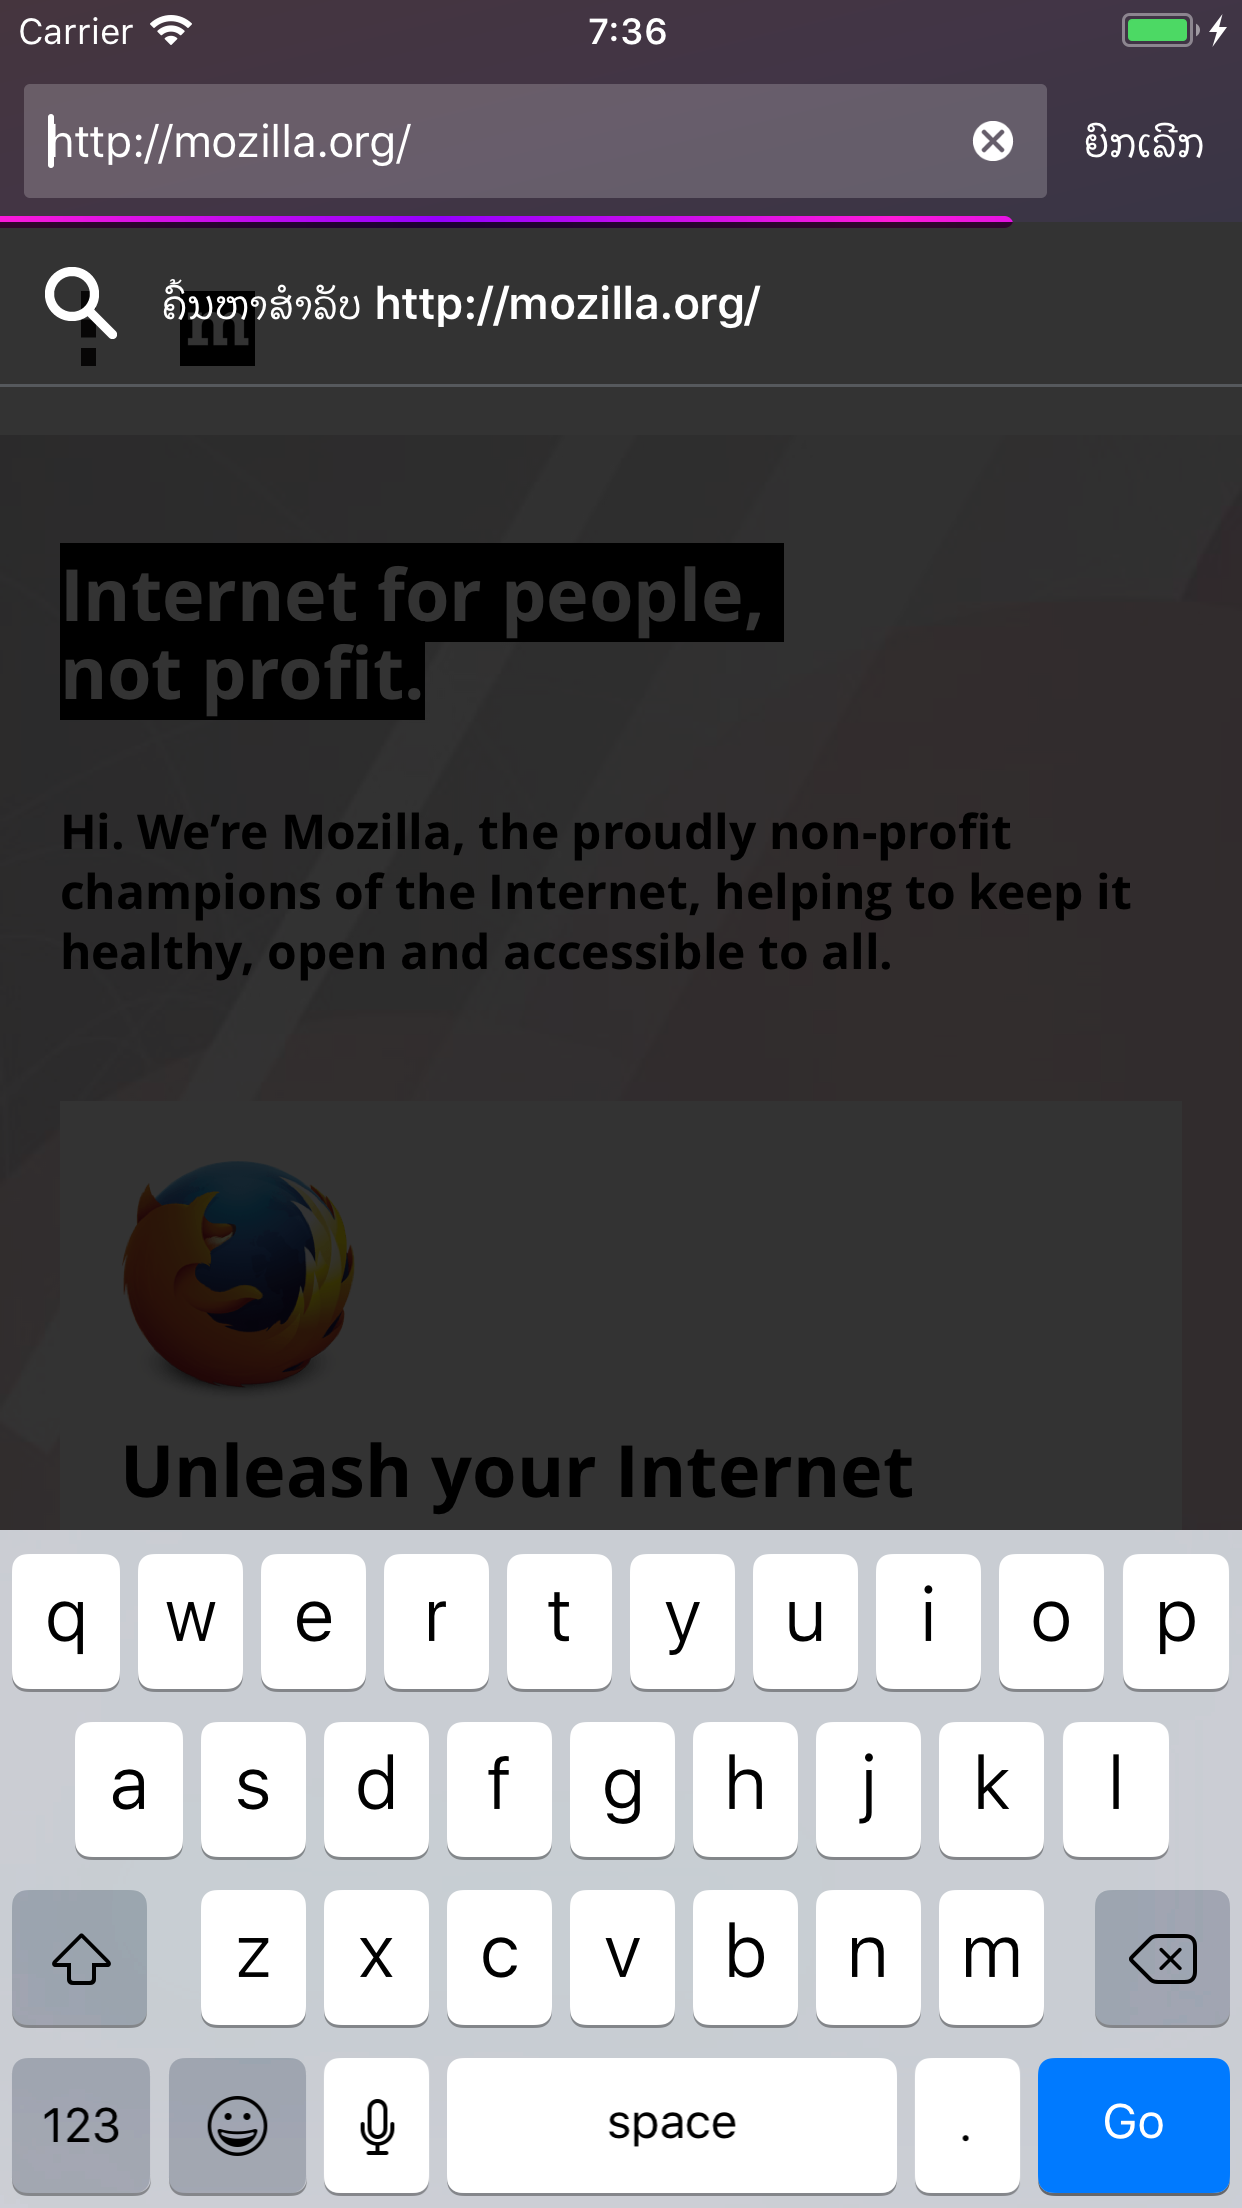 Carrier 7:36
http://mozilla.org/ ຍົກເລີກ
ຄົ້ນຫາສຳລັບ http://mozilla.org/
m
Internet for people,
not profit.
Hi. We’re Mozilla, the proudly non-profit
champions of the Internet, helping to keep it
healthy, open and accessible to all.
Unleash your Internet
q w e r t y u i o p
a s d f g h j k l
z x c v b n m
123 space . Go